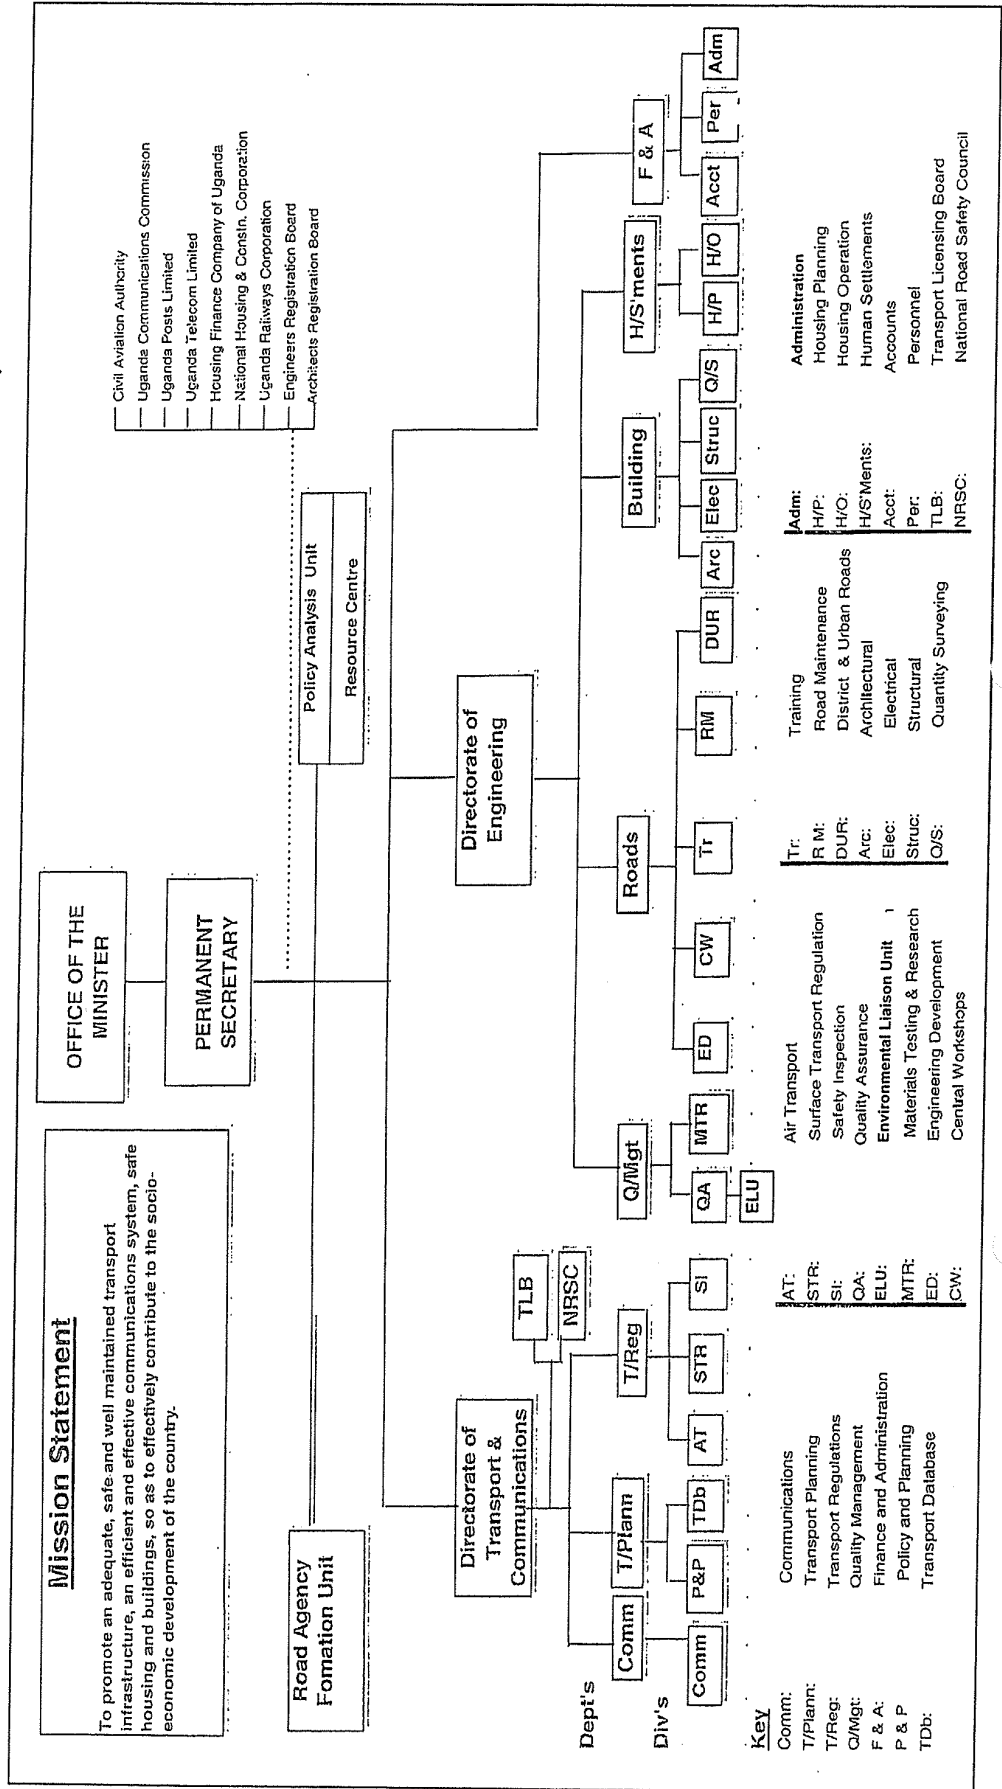 Mission Statement
To promote an adequate, safe and well maintained transport
infrastructure, an efficient and effective communications system, safe
housing and buildings, so as to effectively contribute to the socio-
economic development of the country.
OFFICE OF THE
MINISTER
PERMANENT
SECRETARY
Civil Aviation Authority
Uganda Communications Commission
Uganda Posts Limited
Uganda Telecom Limited
Housing Finance Company of Uganda
National Housing & Constn. Corporation
Uganda Railways Corporation
Engineers Registration Board
Architects Registration Board
Road Agency
Fomation Unit
Policy Analysis Unit
Resource Centre
Directorate of
Transport &
Communications
TLB
NRSC
Directorate of
Engineering
Dept's
Comm
T/Plann
T/Reg
Q/Mgt
Roads
Building
H/S'ments
F & A
Div's
Comm
P&P
TDb
AT
STR
SI
QA
MTR
ED
CW
Tr
RM
DUR
Arc
Elec
Struc
Q/S
H/P
H/O
Acct
Per
Adm
ELU
Key
Comm: Communications
T/Plann: Transport Planning
T/Reg: Transport Regulations
Q/Mgt: Quality Management
F & A: Finance and Administration
P & P Policy and Planning
TDb: Transport Database
AT: Air Transport
STR: Surface Transport Regulation
SI: Safety Inspection
QA: Quality Assurance
ELU: Environmental Liaison Unit
MTR: Materials Testing & Research
ED: Engineering Development
CW: Central Workshops
Tr: Training
R M: Road Maintenance
DUR: District & Urban Roads
Arc: Architectural
Elec: Electrical
Struc: Structural
Q/S: Quantity Surveying
Adm: Administration
H/P: Housing Planning
H/O: Housing Operation
H/S'Ments: Human Settlements
Acct: Accounts
Per: Personnel
TLB: Transport Licensing Board
NRSC: National Road Safety Council